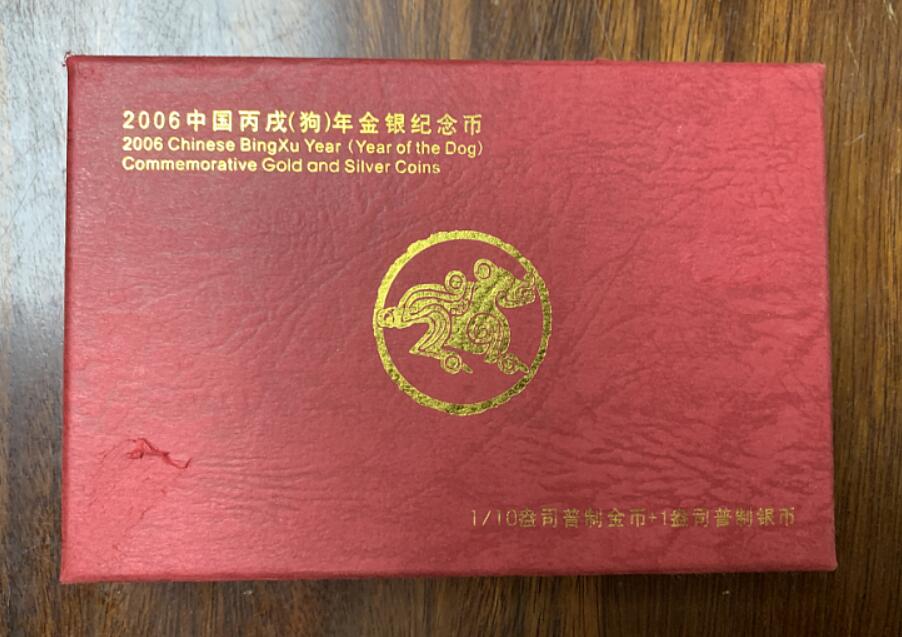 2006中国丙戌(狗)年金银纪念币
2006 Chinese BingXu Year (Year of the Dog)
Commemorative Gold and Silver Coins
1/10盎司普制金币+1盎司普制银币